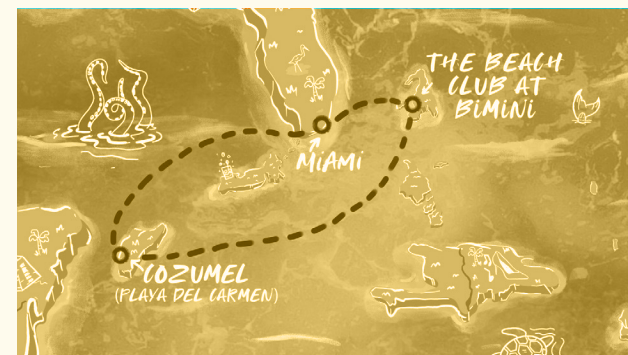 THE BEACH
CLUB AT
BIMINI
MIAMI
COZUMEL
(PLAYA DEL CARMEN)